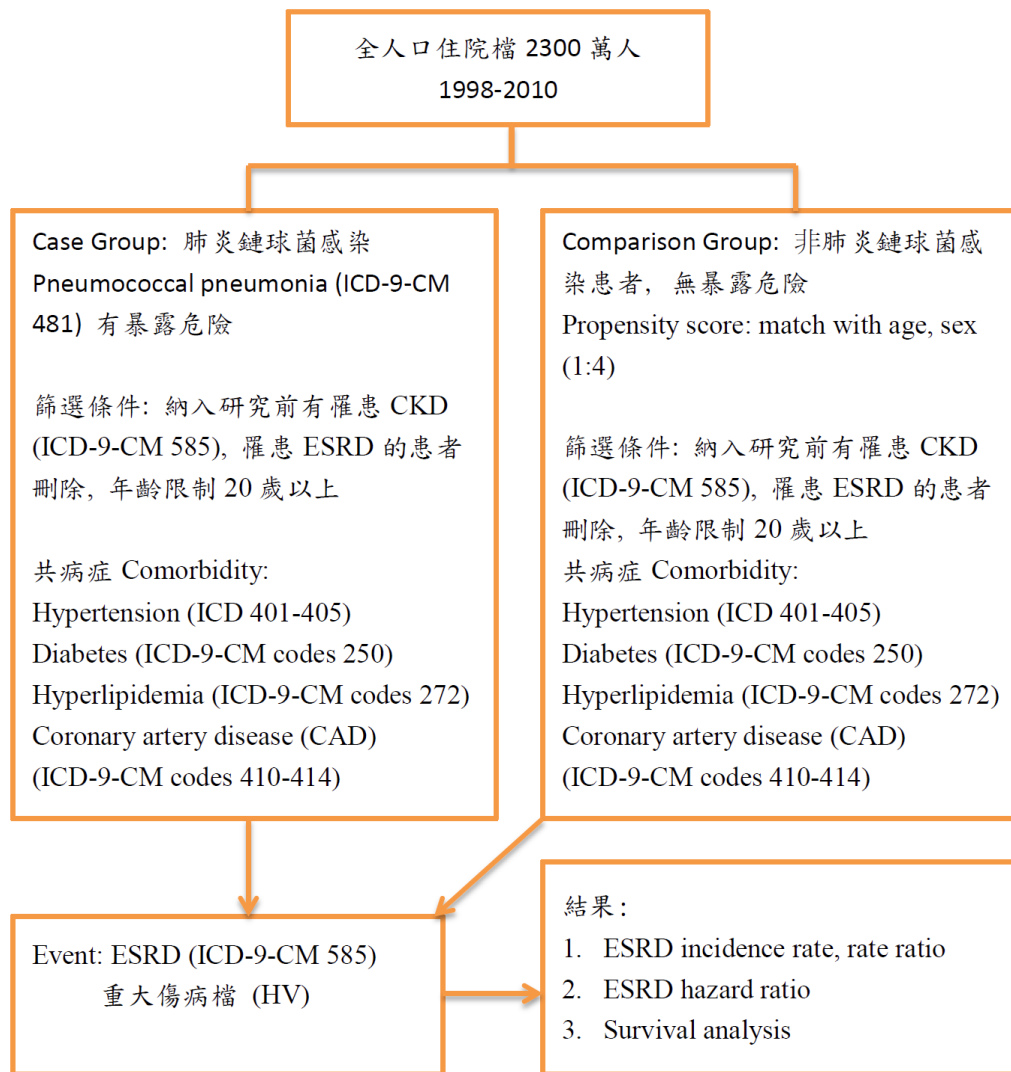 全人口住院檔 2300 萬人
1998-2010
Case Group: 肺炎鏈球菌感染
Pneumococcal pneumonia (ICD-9-CM
481) 有暴露危險
篩選條件: 納入研究前有罹患 CKD
(ICD-9-CM 585), 罹患 ESRD 的患者
刪除, 年齡限制 20 歲以上
共病症 Comorbidity:
Hypertension (ICD 401-405)
Diabetes (ICD-9-CM codes 250)
Hyperlipidemia (ICD-9-CM codes 272)
Coronary artery disease (CAD)
(ICD-9-CM codes 410-414)
Comparison Group: 非肺炎鏈球菌感
染患者, 無暴露危險
Propensity score: match with age, sex
(1:4)
篩選條件: 納入研究前有罹患 CKD
(ICD-9-CM 585), 罹患 ESRD 的患者
刪除, 年齡限制 20 歲以上
共病症 Comorbidity:
Hypertension (ICD 401-405)
Diabetes (ICD-9-CM codes 250)
Hyperlipidemia (ICD-9-CM codes 272)
Coronary artery disease (CAD)
(ICD-9-CM codes 410-414)
Event: ESRD (ICD-9-CM 585)
重大傷病檔 (HV)
結果:
1. ESRD incidence rate, rate ratio
2. ESRD hazard ratio
3. Survival analysis